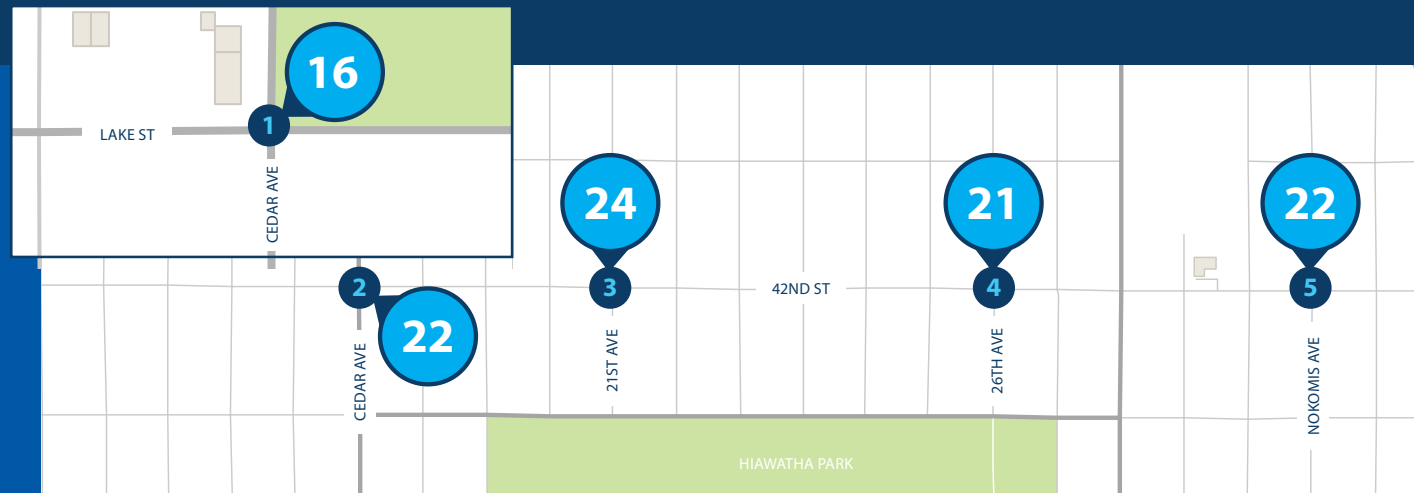 16
1
LAKE ST
CEDAR AVE
24
21
22
2
3
42ND ST
4
5
22
CEDAR AVE
21ST AVE
26TH AVE
NOKOMIS AVE
HIAWATHA PARK